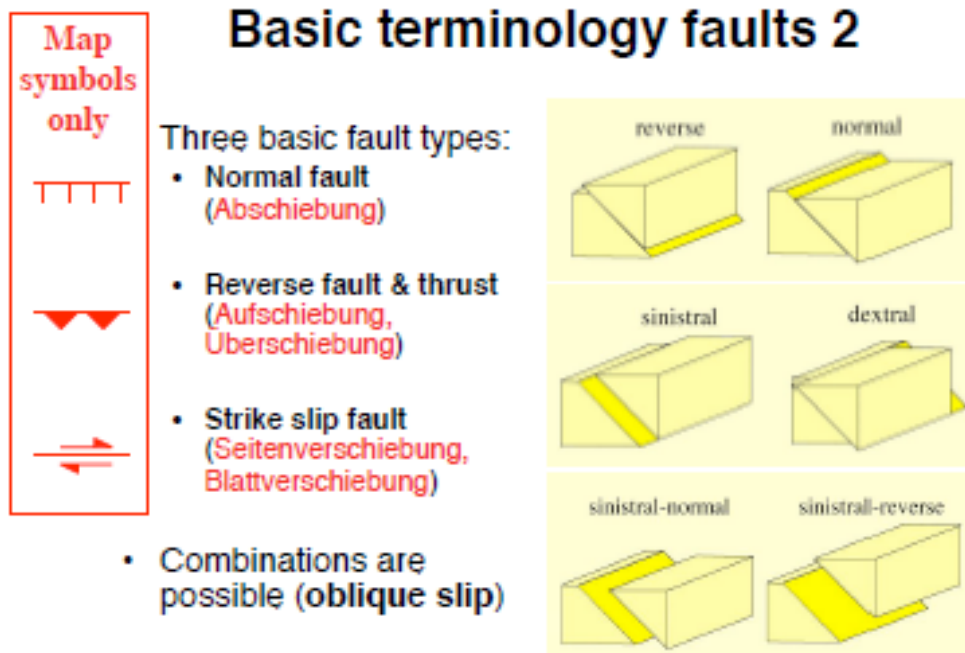 Basic terminology faults 2
Map
symbols
only
Three basic fault types:
• Normal fault
(Abschiebung)
• Reverse fault & thrust
(Aufschiebung,
Überschiebung)
• Strike slip fault
(Seitenverschiebung,
Blattverschiebung)
• Combinations are
possible (oblique slip)
reverse
normal
sinistral
dextral
sinistral-normal
sinistral-reverse